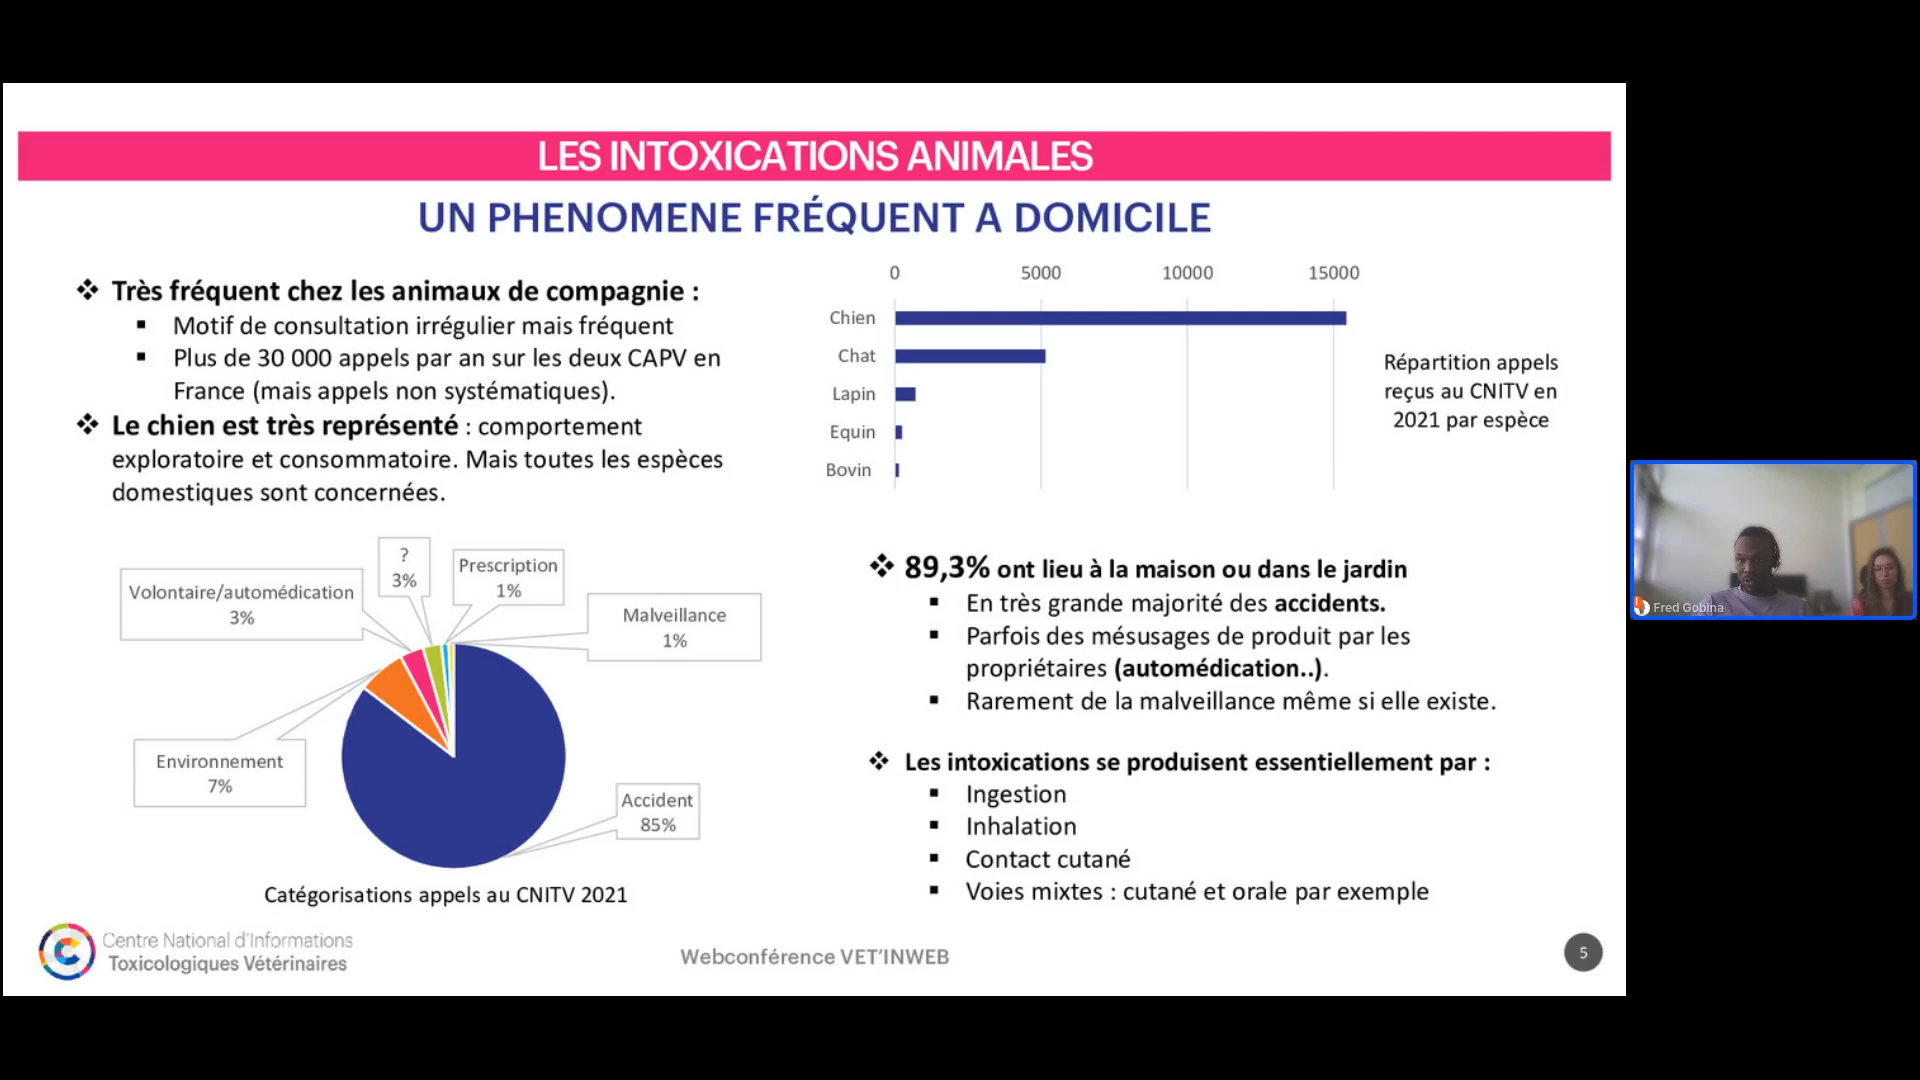 LES INTOXICATIONS ANIMALES
UN PHENOMENE FRÉQUENT A DOMICILE
❖ Très fréquent chez les animaux de compagnie :
▪ Motif de consultation irrégulier mais fréquent
▪ Plus de 30 000 appels par an sur les deux CAPV en
France (mais appels non systématiques).
❖ Le chien est très représenté : comportement
exploratoire et consommatoire. Mais toutes les espèces
domestiques sont concernées.
0 5000 10000 15000
Chien
Chat
Lapin
Equin
Bovin
Répartition appels
reçus au CNITV en
2021 par espèce
?
3%
Prescription
1%
Volontaire/automédication
3%
Malveillance
1%
Environnement
7%
Accident
85%
Catégorisations appels au CNITV 2021
❖ 89,3% ont lieu à la maison ou dans le jardin
▪ En très grande majorité des accidents.
▪ Parfois des mésusages de produit par les
propriétaires (automédication..).
▪ Rarement de la malveillance même si elle existe.
❖ Les intoxications se produisent essentiellement par :
▪ Ingestion
▪ Inhalation
▪ Contact cutané
▪ Voies mixtes : cutané et orale par exemple
Centre National d'Informations
Toxicologiques Vétérinaires
Webconférence VET'INWEB
5
Fred Gobina